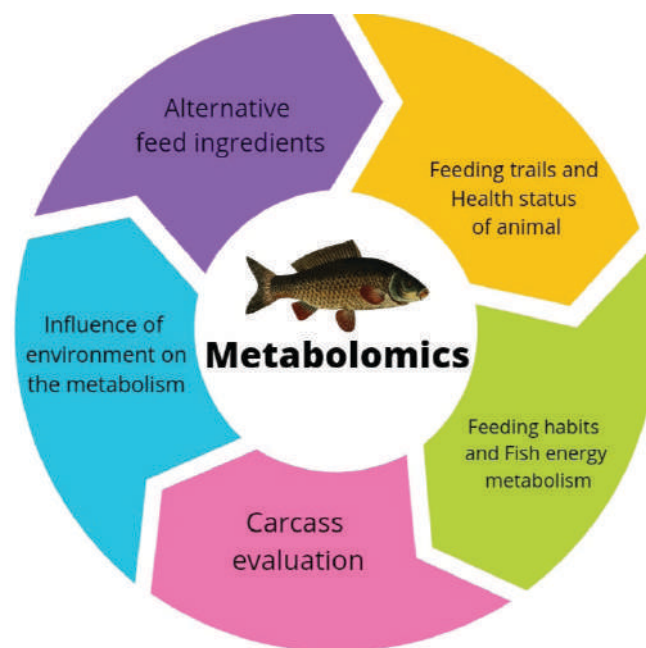 Alternative
feed ingredients
Feeding trails and
Health status
of animal
Influence of
environment on
the metabolism
Metabolomics
Feeding habits
and Fish energy
metabolism
Carcass
evaluation